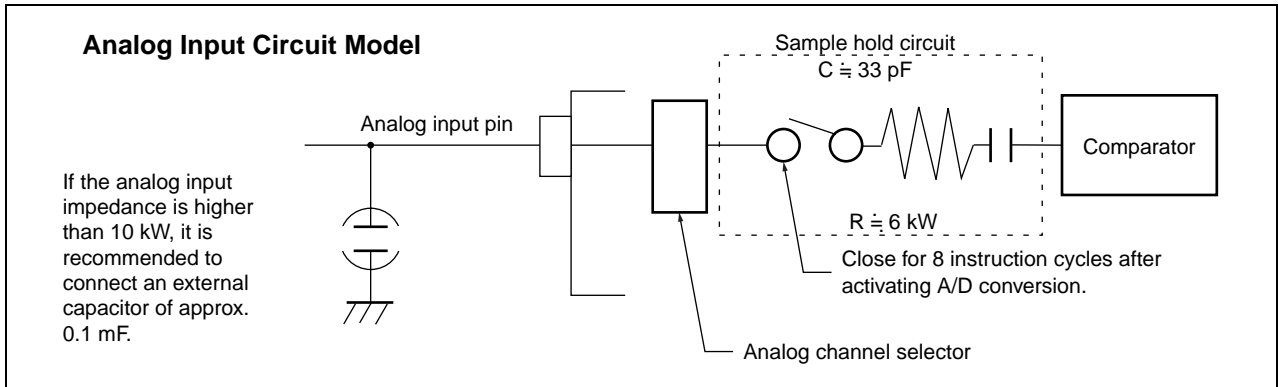 Analog Input Circuit Model
Sample hold circuit
C ≒ 33 pF
Analog input pin
Comparator
If the analog input
impedance is higher
than 10 kW, it is
recommended to
connect an external
capacitor of approx.
0.1 mF.
R ≒ 6 kW
Close for 8 instruction cycles after
activating A/D conversion.
Analog channel selector